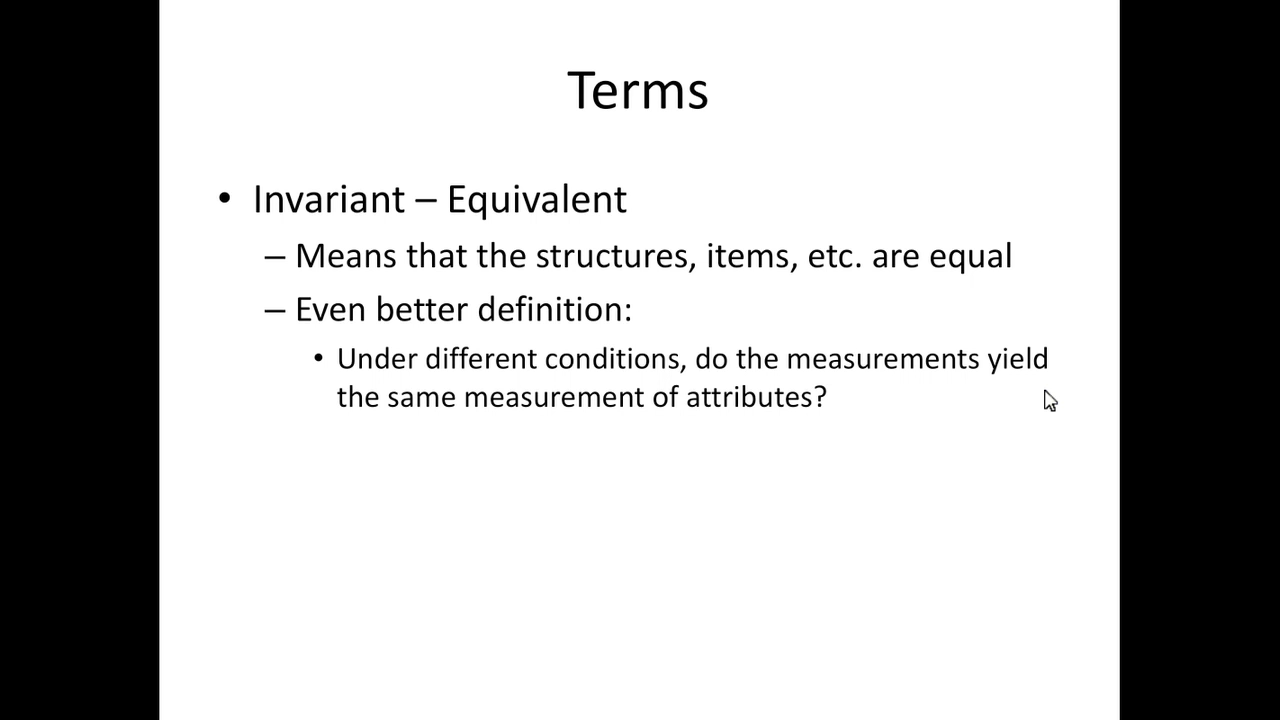 Terms
• Invariant – Equivalent
– Means that the structures, items, etc. are equal
– Even better definition:
• Under different conditions, do the measurements yield
the same measurement of attributes?